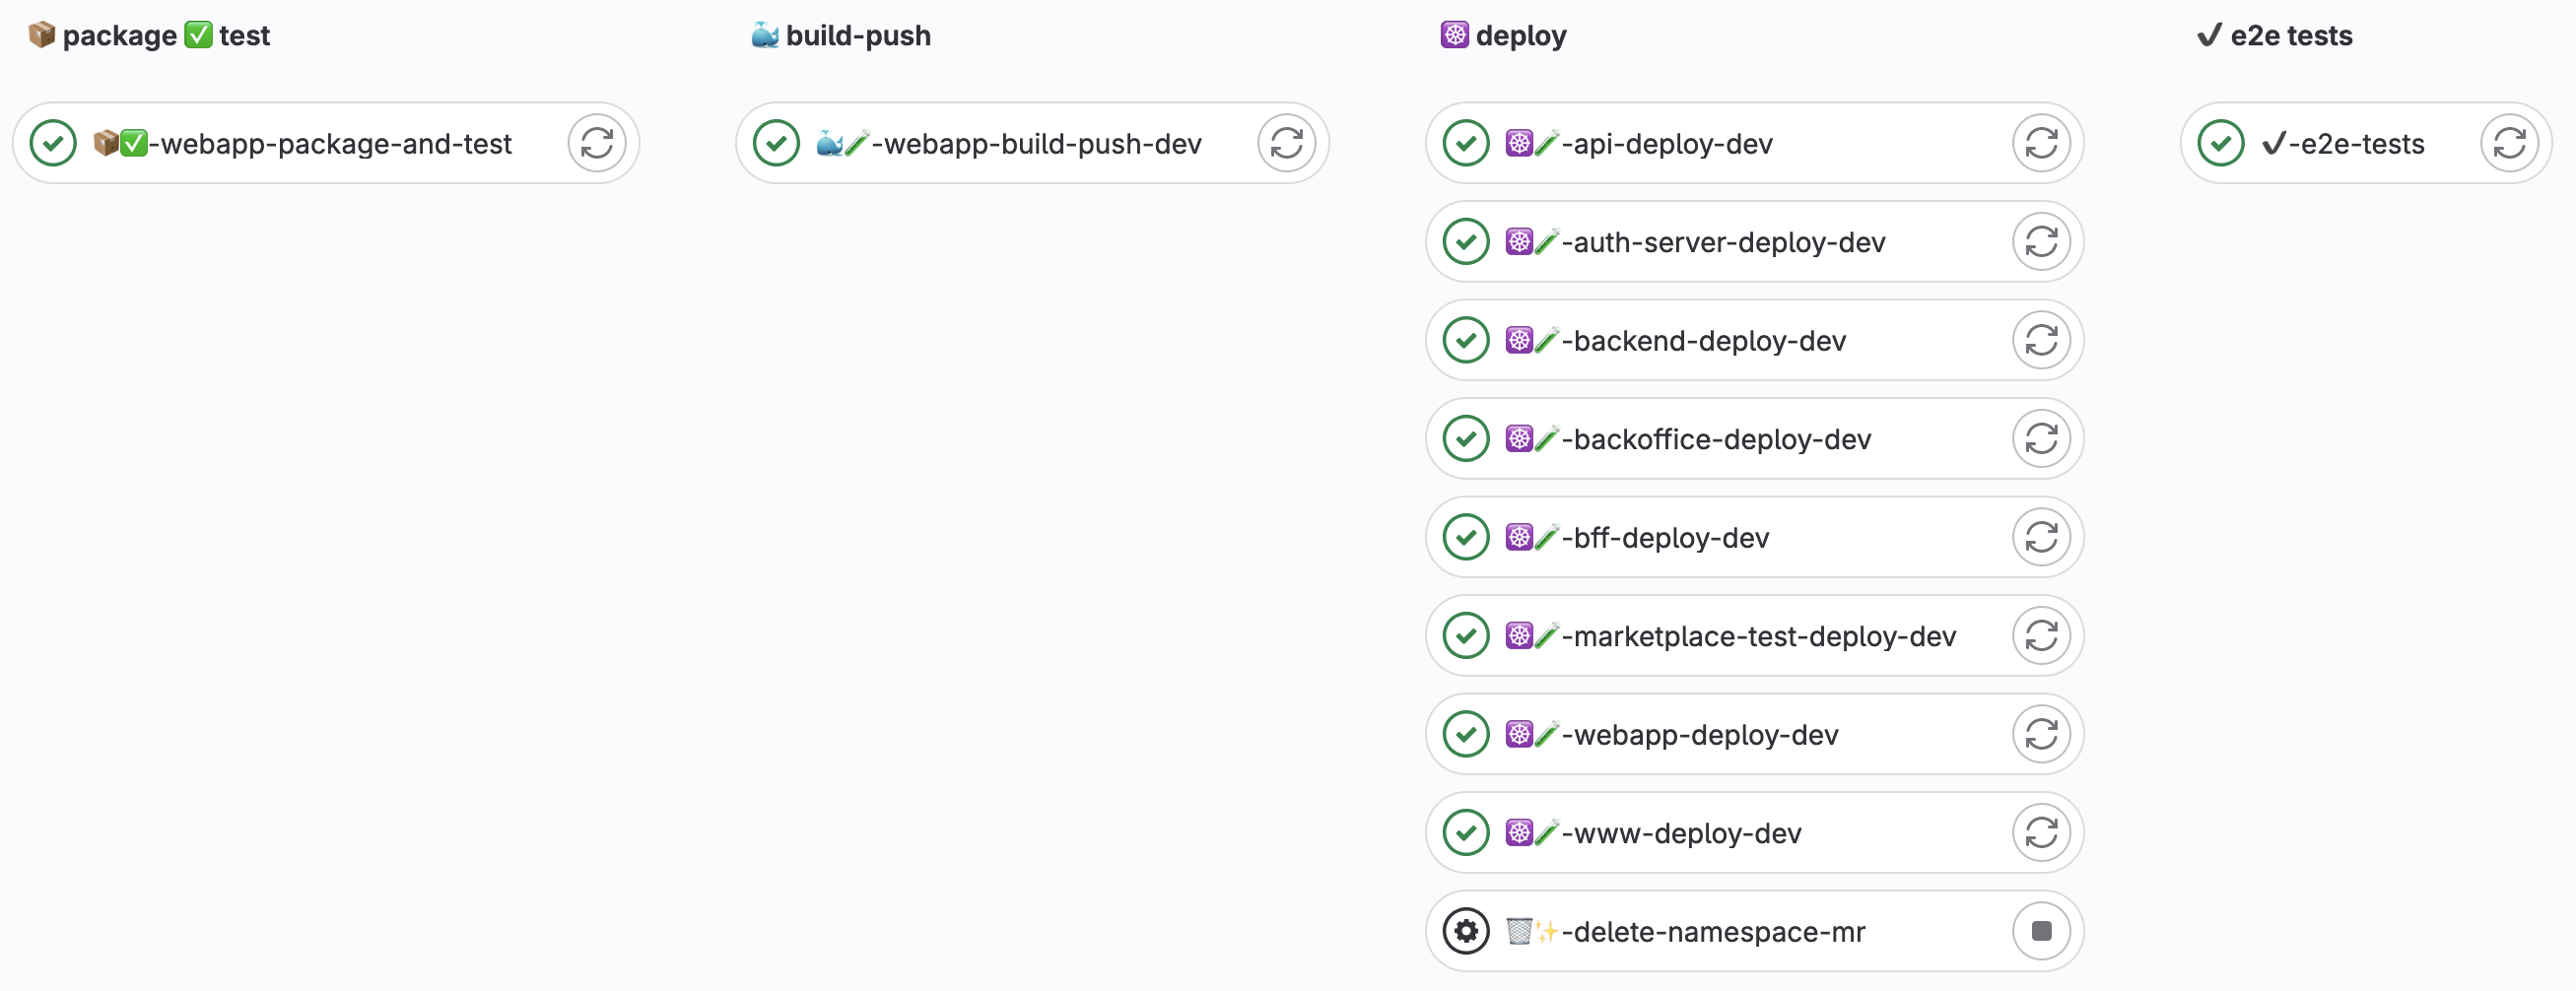 📦 package ✅ test
📦✅-webapp-package-and-test
🐳 build-push
🐳🧪-webapp-build-push-dev
☸️ deploy
☸️🧪-api-deploy-dev
☸️🧪-auth-server-deploy-dev
☸️🧪-backend-deploy-dev
☸️🧪-backoffice-deploy-dev
☸️🧪-bff-deploy-dev
☸️🧪-marketplace-test-deploy-dev
☸️🧪-webapp-deploy-dev
☸️🧪-www-deploy-dev
🗑️✨-delete-namespace-mr
✔️ e2e tests
✔️-e2e-tests